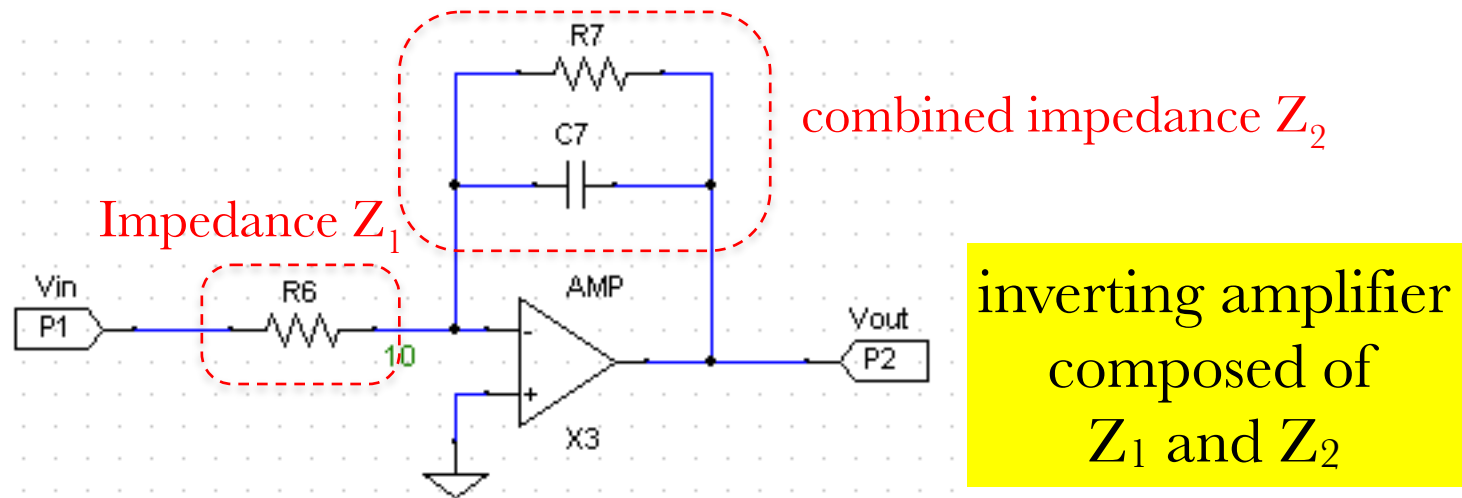 R7
combined impedance Z2
C7
Impedance Z1
Vin
P1
R6
10
AMP
-
+
X3
Vout
P2
inverting amplifier
composed of
Z1 and Z2